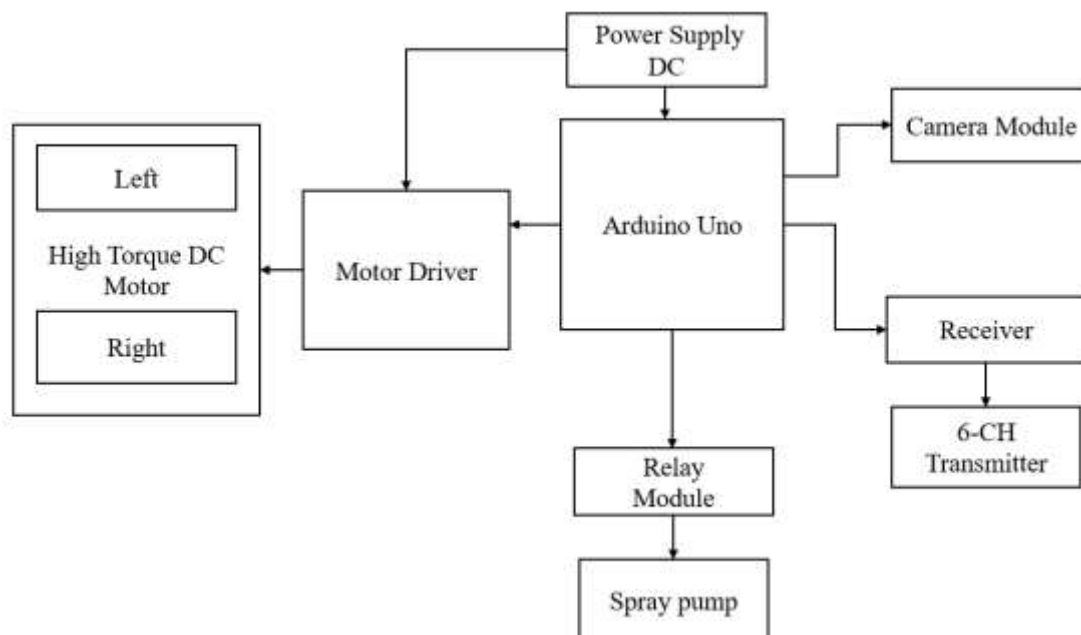 Power Supply
DC
Camera Module
Left
Arduino Uno
High Torque DC
Motor
Motor Driver
Right
Receiver
6-CH
Transmitter
Relay
Module
Spray pump